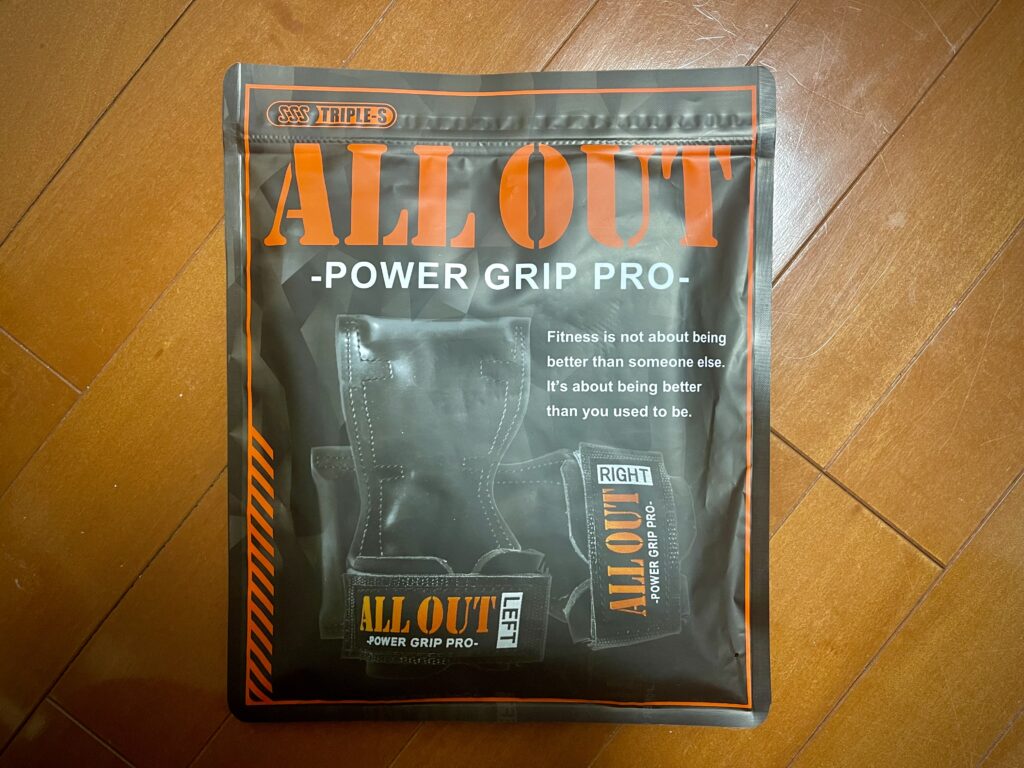 SSS TRIPLE-S
ALL OUT
-POWER GRIP PRO-
Fitness is not about being
better than someone else.
It's about being better
than you used to be.
RIGHT
ALL OUT
-POWER GRIP PRO-
ALL OUT
-POWER GRIP PRO-
LEFT